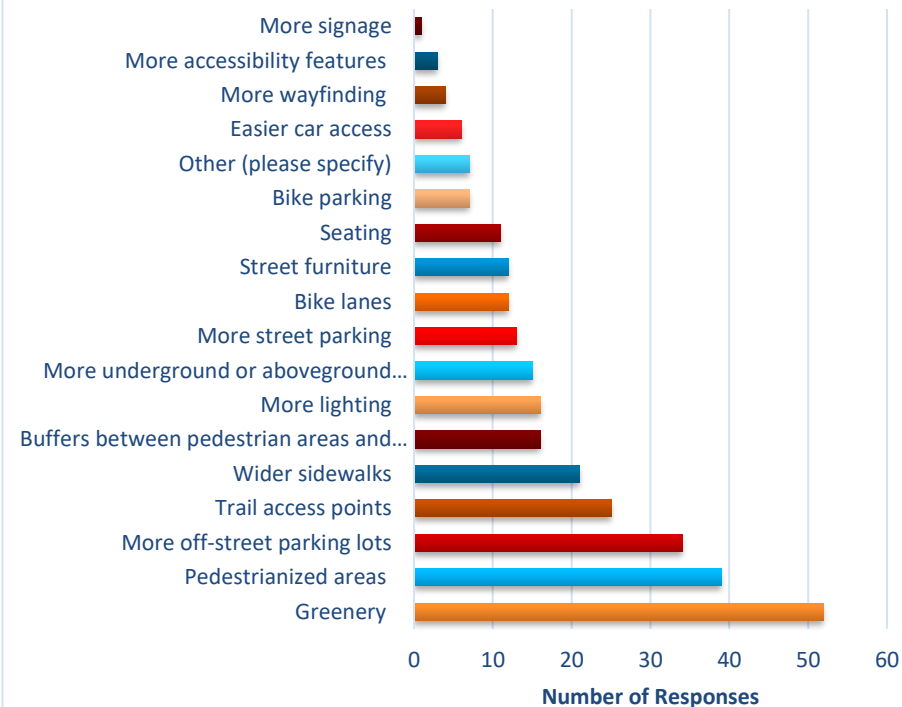 More signage
More accessibility features
More wayfinding
Easier car access
Other (please specify)
Bike parking
Seating
Street furniture
Bike lanes
More street parking
More underground or aboveground...
More lighting
Buffers between pedestrian areas and...
Wider sidewalks
Trail access points
More off-street parking lots
Pedestrianized areas
Greenery
0 10 20 30 40 50 60
Number of Responses